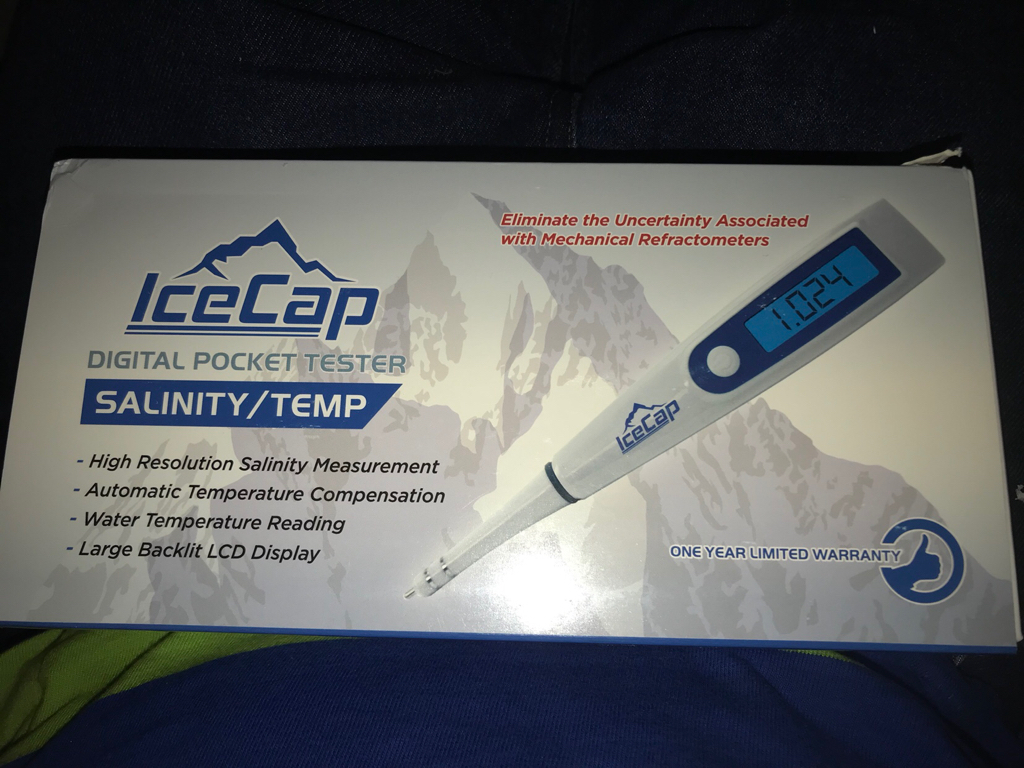 Eliminate the Uncertainty Associated
with Mechanical Refractometers
IceCap
DIGITAL POCKET TESTER
SALINITY/TEMP
- High Resolution Salinity Measurement
- Automatic Temperature Compensation
- Water Temperature Reading
- Large Backlit LCD Display
1.024
IceCap
ONE YEAR LIMITED WARRANTY